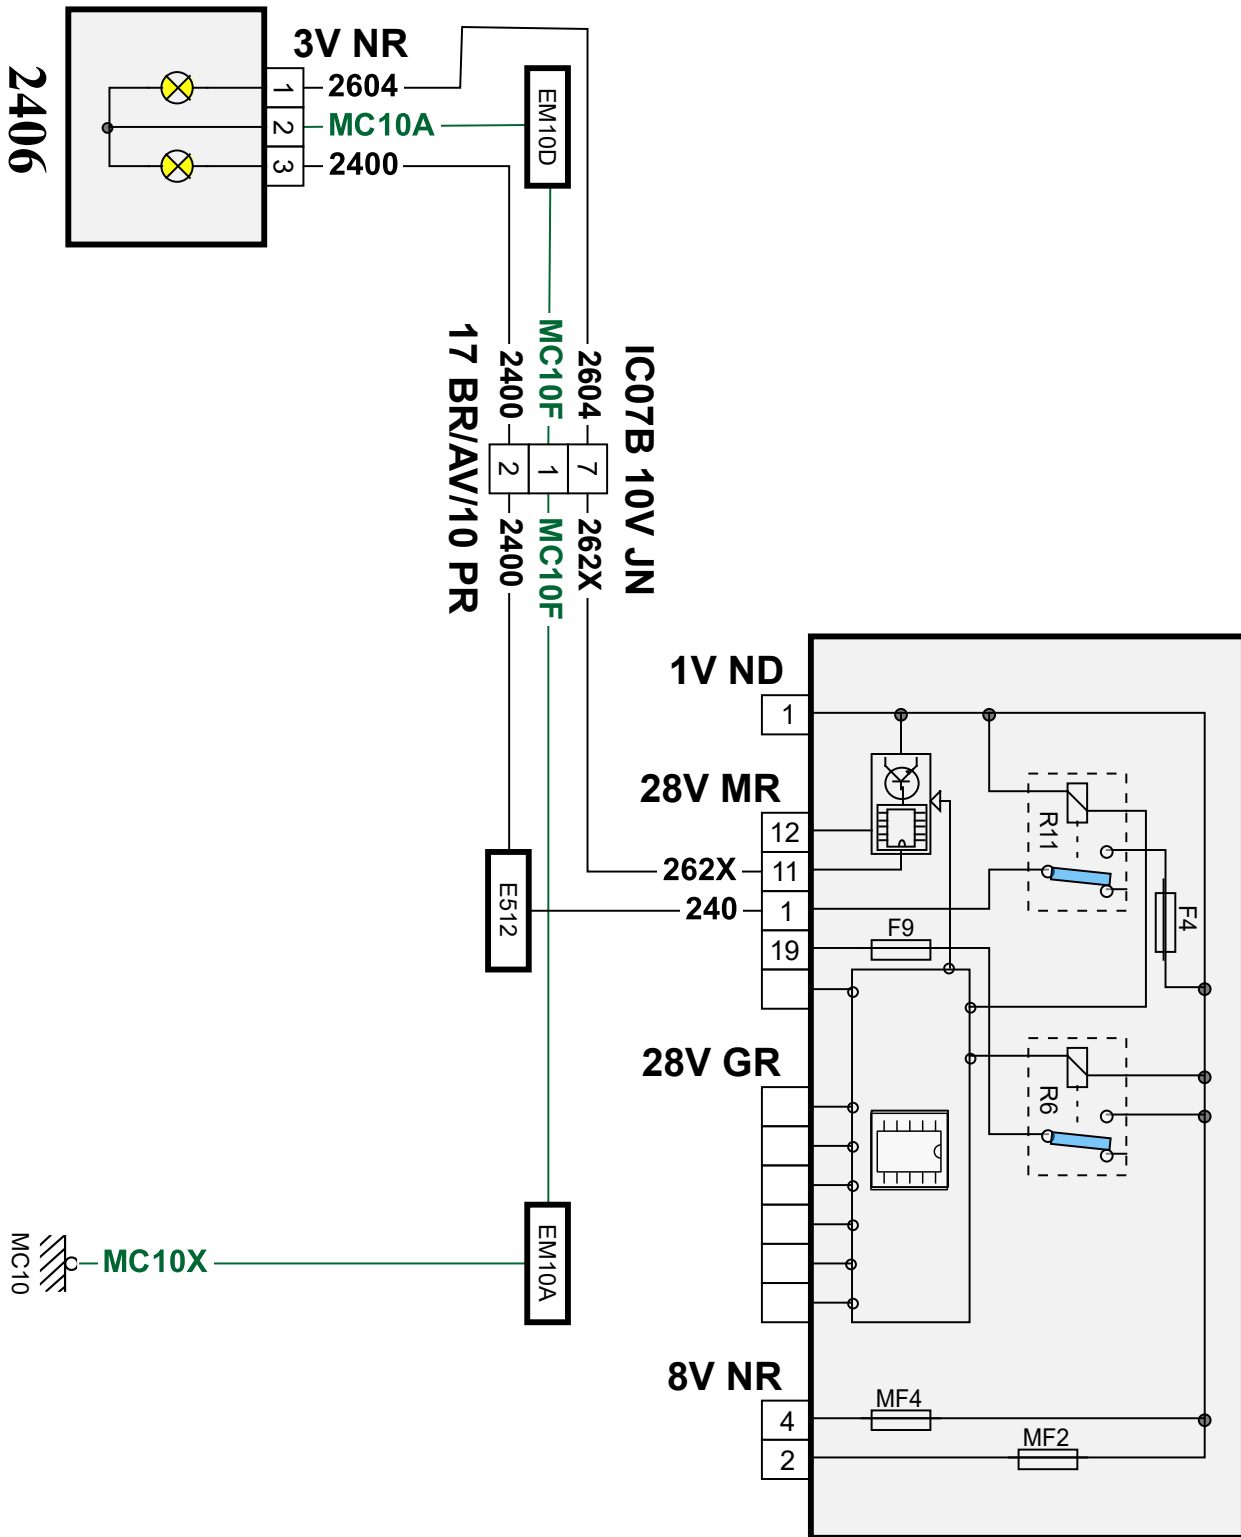 3V NR
2406
1
2604
2
MC10A
3
2400
EM10D
2400
MC10F
2604
IC07B 10V JN
17 BR/AV/10 PR
2
1
7
2400
MC10F
262X
1V ND
1
28V MR
12
262X
11
240
1
19
E512
R11
F4
F9
28V GR
R6
EM10A
MC10
MC10X
8V NR
4
MF4
2
MF2